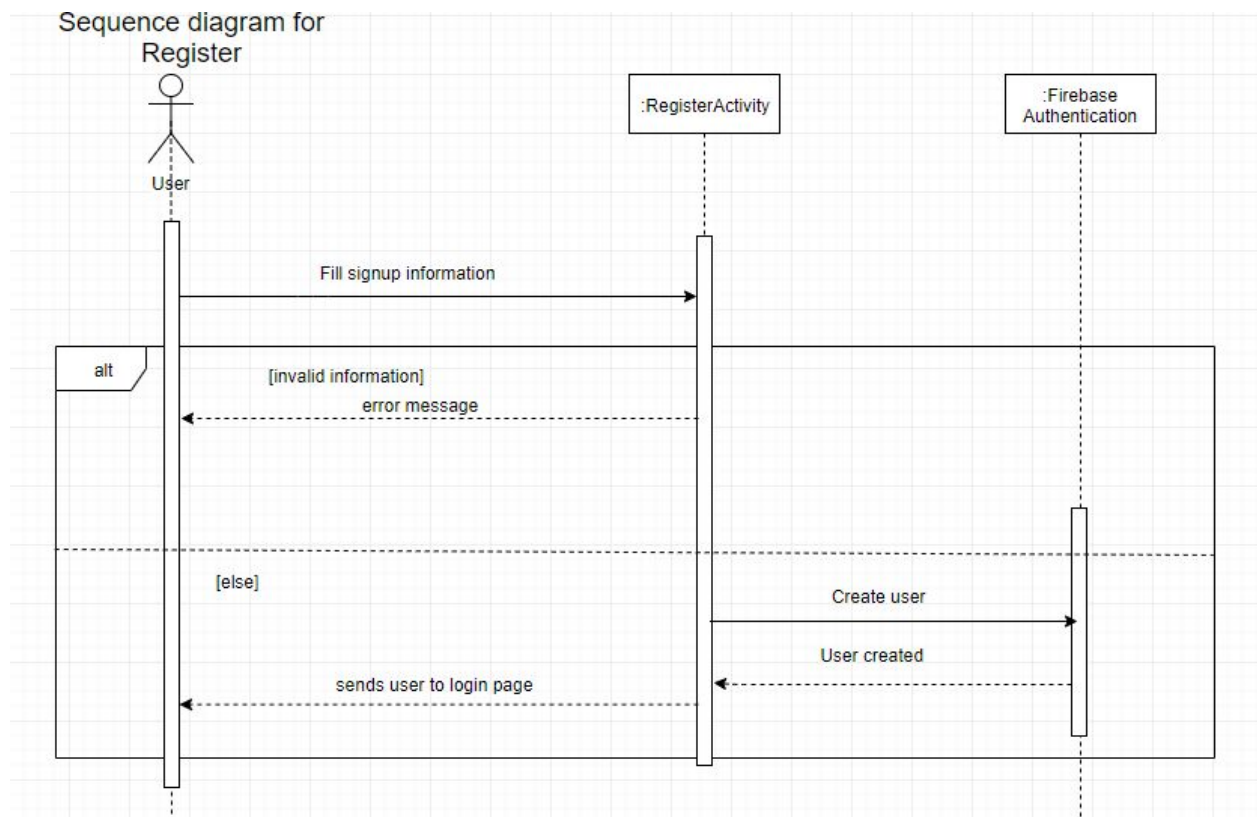 Sequence diagram for
Register
User
:RegisterActivity
:Firebase
Authentication
Fill signup information
alt
[invalid information]
error message
[else]
Create user
User created
sends user to login page